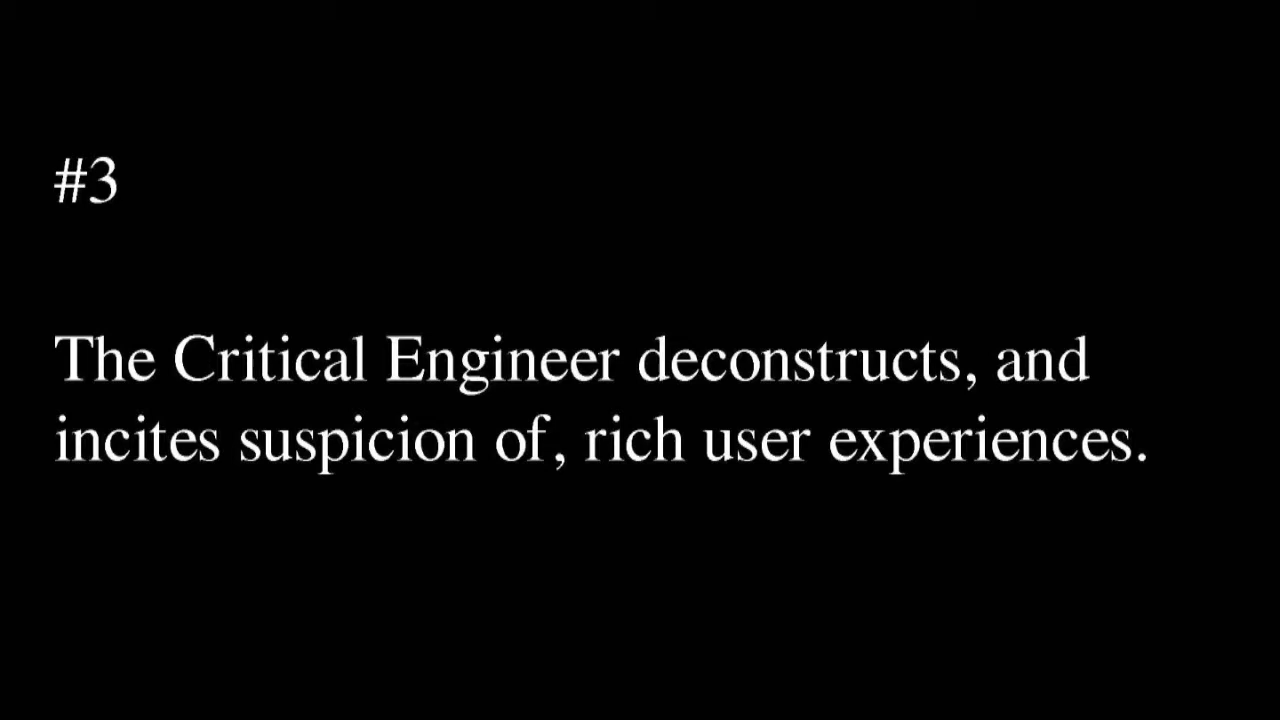 #3
The Critical Engineer deconstructs, and
incites suspicion of, rich user experiences.